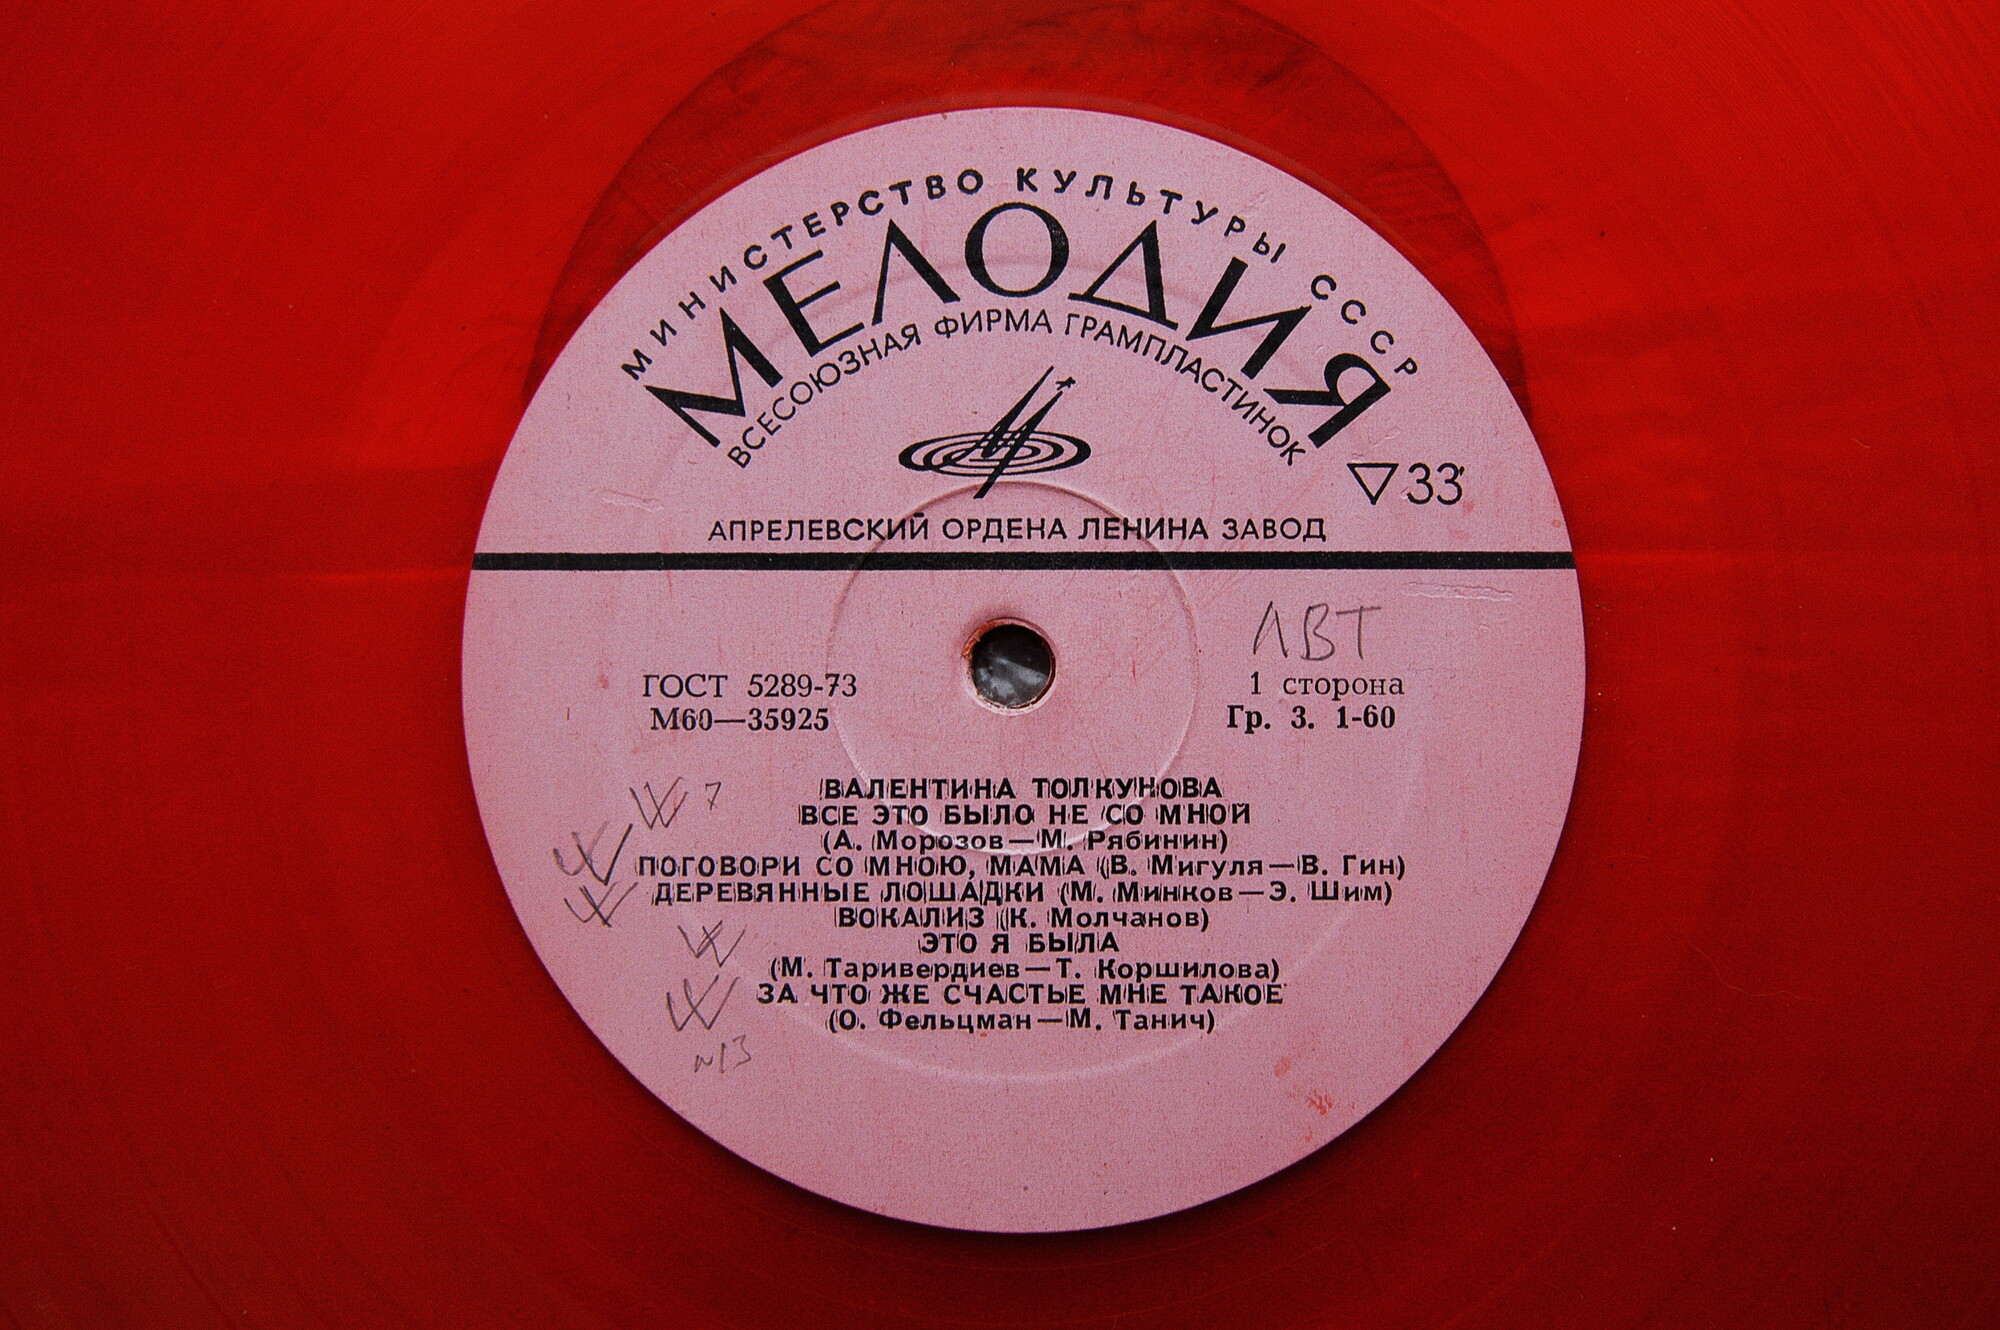 МИНИСТЕРСТВО КУЛЬТУРЫ СССР
МЕЛОДИЯ
ВСЕСОЮЗНАЯ ФИРМА ГРАМПЛАСТИНОК
33
АПРЕЛЕВСКИЙ ОРДЕНА ЛЕНИНА ЗАВОД
ЛВТ
ГОСТ 5289-73
М60—35925
1 сторона
Гр. 3. 1-60
ВАЛЕНТИНА ТОЛКУНОВА
ВСЕ ЭТО БЫЛО НЕ СО МНОЙ
(А. Морозов—М. Рябинин)
ПОГОВОРИ СО МНОЮ, МАМА (В. Мигуля—В. Гин)
ДЕРЕВЯННЫЕ ЛОШАДКИ (М. Минков—Э. Шим)
ВОКАЛИЗ (К. Молчанов)
ЭТО Я БЫЛА
(М. Таривердиев—Т. Коршилова)
ЗА ЧТО ЖЕ СЧАСТЬЕ МНЕ ТАКОЕ
(О. Фельцман—М. Танич)